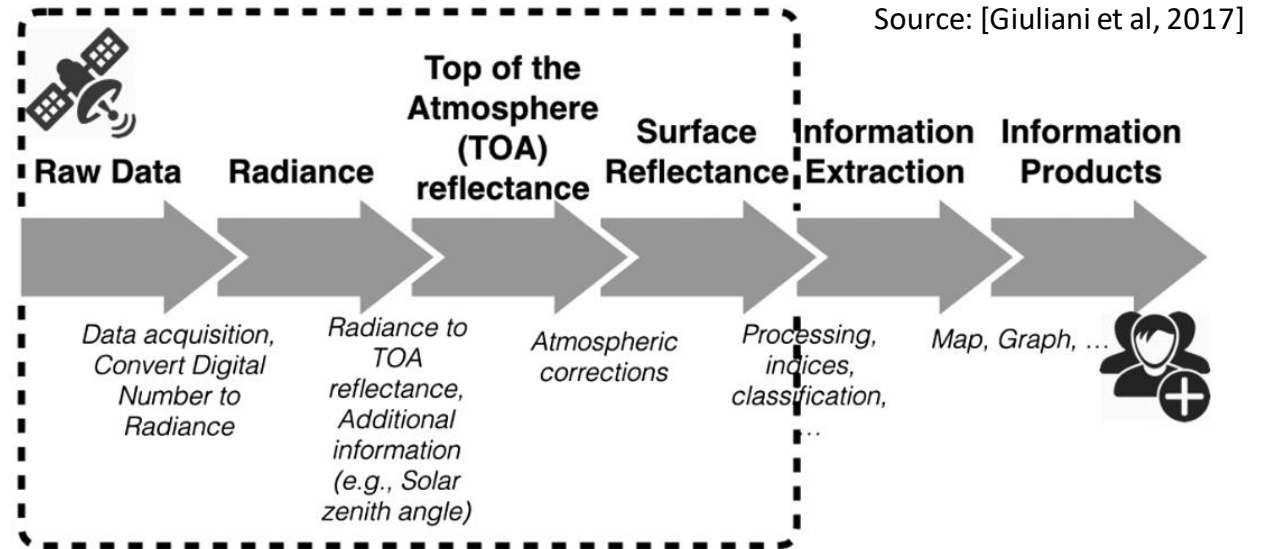 Source: [Giuliani et al, 2017]
Raw Data
Radiance
Top of the
Atmosphere
(TOA)
reflectance
Surface
Reflectance
Information
Extraction
Information
Products
Data acquisition,
Convert Digital
Number to
Radiance
Radiance to
TOA
reflectance,
Additional
information
(e.g., Solar
zenith angle)
Atmospheric
corrections
Processing,
indices,
classification,
...
Map, Graph, ...